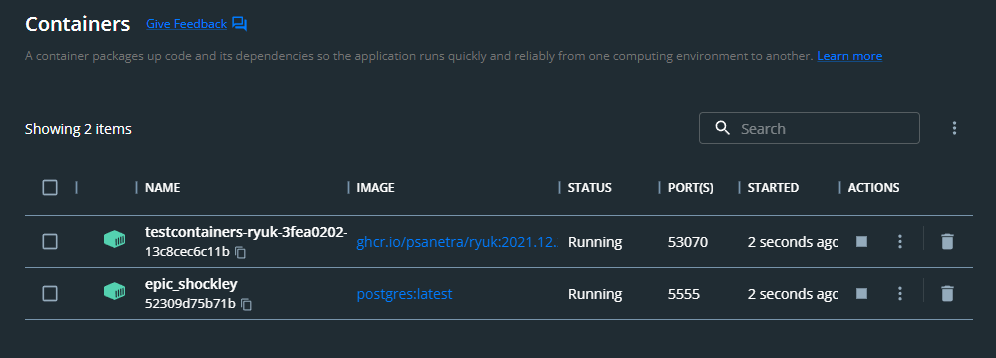 Containers Give Feedback
A container packages up code and its dependencies so the application runs quickly and reliably from one computing environment to another. Learn more
Showing 2 items
Search
NAME IMAGE STATUS PORT(S) STARTED ACTIONS
testcontainers-ryuk-3fea0202-
13c8cec6c11b
ghcr.io/psanetra/ryuk:2021.12.. Running 53070 2 seconds ago
epic_shockley
52309d75b71b
postgres:latest Running 5555 2 seconds ago